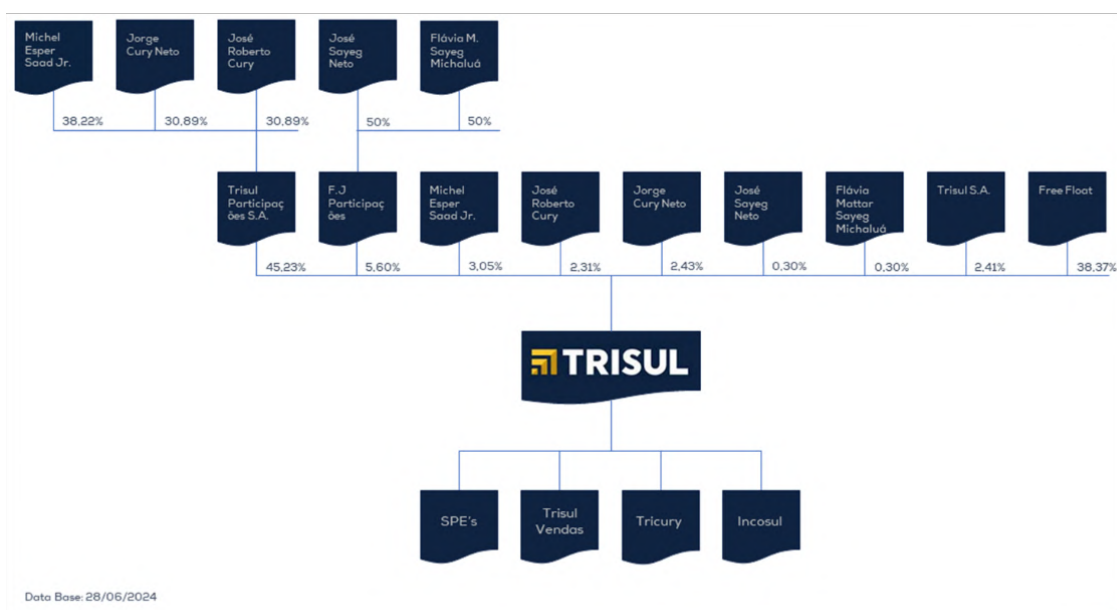 Michel
Esper
Saad Jr.
Jorge
Cury Neto
José
Roberto
Cury
José
Sayeg
Neto
Flávia M.
Sayeg
Michaluá
38,22%
30,89%
30,89%
50%
50%
Trisul
Participaç
ões S.A.
F.J
Participaç
ões
Michel
Esper
Saad Jr.
José
Roberto
Cury
Jorge
Cury Neto
José
Sayeg
Neto
Flávia
Mattar
Sayeg
Michaluá
Trisul S.A.
Free Float
45,23%
5,60%
3,05%
2,31%
2,43%
0,30%
0,30%
2,41%
38,37%
TRISUL
SPE's
Trisul
Vendas
Tricury
Incosul
Data Base: 28/06/2024